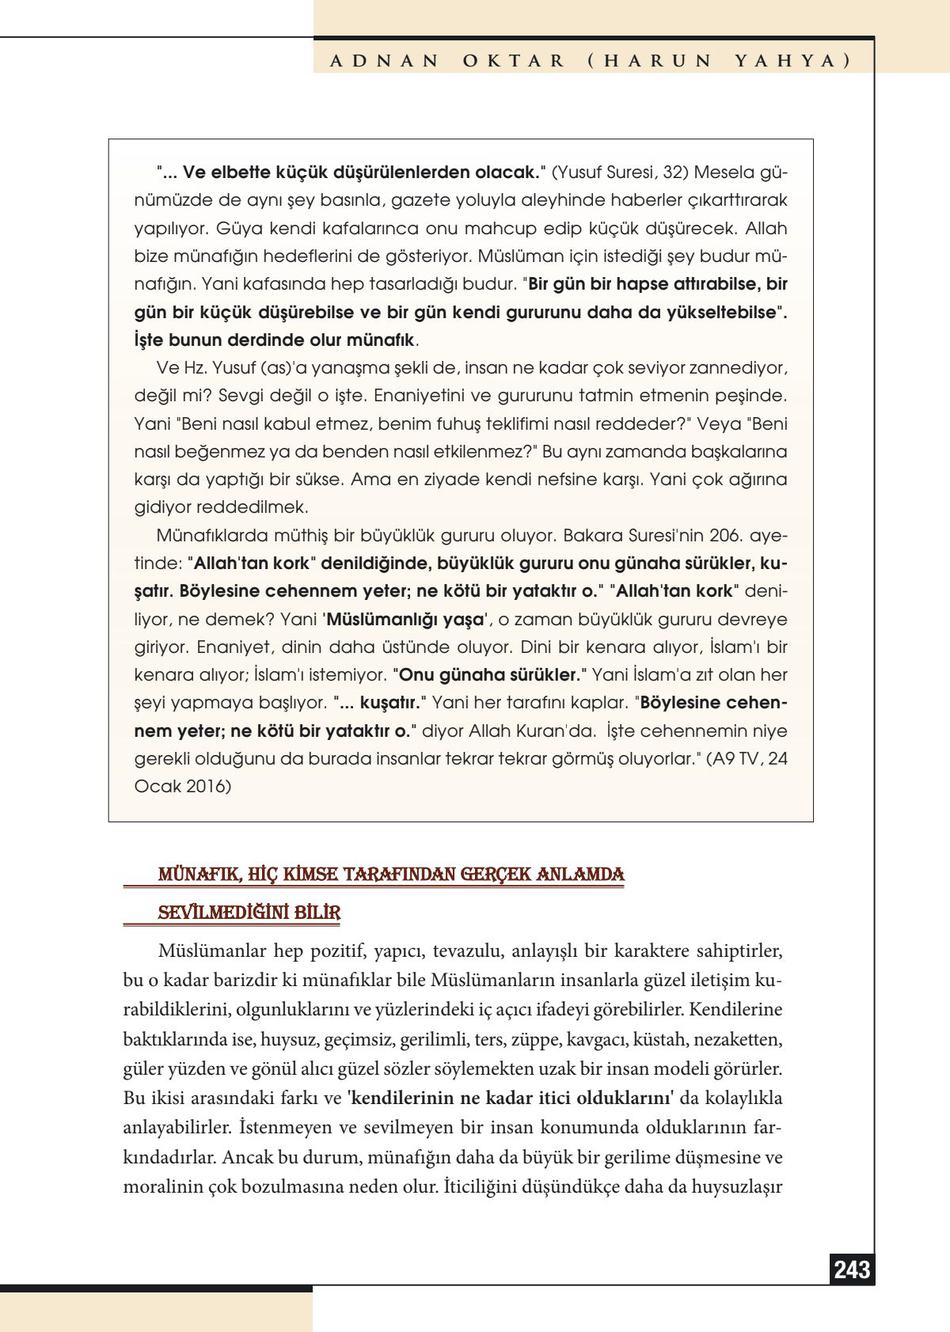 ADNAN OKTAR (HARUN YAHYA)
"... Ve elbette küçük düşürülenlerden olacak." (Yusuf Suresi, 32) Mesela gü-
nümüzde de aynı şey basınla, gazete yoluyla aleyhinde haberler çıkarttırarak
yapılıyor. Güya kendi kafalarınca onu mahcup edip küçük düşürecek. Allah
bize münafığın hedeflerini de gösteriyor. Müslüman için istediği şey budur mü-
nafığın. Yani kafasında hep tasarladığı budur. "Bir gün bir hapse attırabilse, bir
gün bir küçük düşürebilse ve bir gün kendi gururunu daha da yükseltebilse".
İşte bunun derdinde olur münafık.
Ve Hz. Yusuf (as)'a yanaşma şekli de, insan ne kadar çok seviyor zannediyor,
değil mi? Sevgi değil o işte. Enaniyetini ve gururunu tatmin etmenin peşinde.
Yani "Beni nasıl kabul etmez, benim fuhuş teklifimi nasıl reddeder?" Veya "Beni
nasıl beğenmez ya da benden nasıl etkilenmez?" Bu aynı zamanda başkalarına
karşı da yaptığı bir sükse. Ama en ziyade kendi nefsine karşı. Yani çok ağırına
gidiyor reddedilmek.
Münafıklarda müthiş bir büyüklük gururu oluyor. Bakara Suresi'nin 206. aye-
tinde: "Allah'tan kork" denildiğinde, büyüklük gururu onu günaha sürükler, ku-
şatır. Böylesine cehennem yeter; ne kötü bir yataktır o." "Allah'tan kork" deni-
liyor, ne demek? Yani 'Müslümanlığı yaşa', o zaman büyüklük gururu devreye
giriyor. Enaniyet, dinin daha üstünde oluyor. Dini bir kenara alıyor, İslam'ı bir
kenara alıyor; İslam'ı istemiyor. "Onu günaha sürükler." Yani İslam'a zıt olan her
şeyi yapmaya başlıyor. "... kuşatır." Yani her tarafını kaplar. "Böylesine cehen-
nem yeter; ne kötü bir yataktır o." diyor Allah Kuran'da. İşte cehennemin niye
gerekli olduğunu da burada insanlar tekrar tekrar görmüş oluyorlar." (A9 TV, 24
Ocak 2016)
MÜNAFIK, HİÇ KİMSE TARAFINDAN GERÇEK ANLAMDA
SEVİLMEDİĞİNİ BİLİR
Müslümanlar hep pozitif, yapıcı, tevazulu, anlayışlı bir karaktere sahiptirler,
bu o kadar barizdir ki münafıklar bile Müslümanların insanlarla güzel iletişim ku-
rabildiklerini, olgunluklarını ve yüzlerindeki iç açıcı ifadeyi görebilirler. Kendilerine
baktıklarında ise, huysuz, geçimsiz, gerilimli, ters, züppe, kavgacı, küstah, nezaketten,
güler yüzden ve gönül alıcı güzel sözler söylemekten uzak bir insan modeli görürler.
Bu ikisi arasındaki farkı ve 'kendilerinin ne kadar itici olduklarını' da kolaylıkla
anlayabilirler. İstenmeyen ve sevilmeyen bir insan konumunda olduklarının far-
kındadırlar. Ancak bu durum, münafığın daha da büyük bir gerilime düşmesine ve
moralinin çok bozulmasına neden olur. İticiliğini düşündükçe daha da huysuzlaşır
243